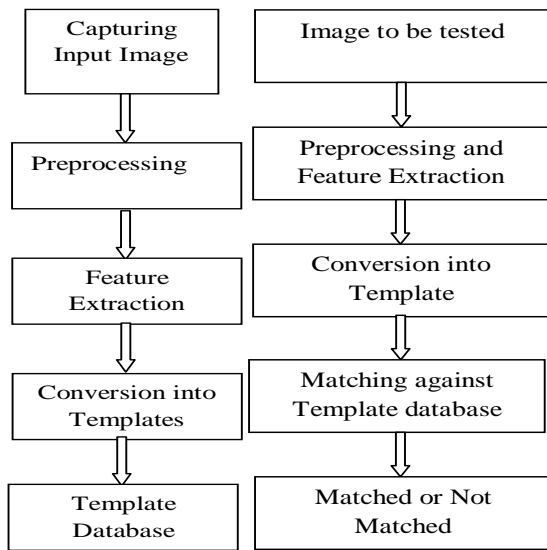 Capturing
Input Image
Preprocessing
Feature
Extraction
Conversion into
Templates
Template
Database
Image to be tested
Preprocessing and
Feature Extraction
Conversion into
Template
Matching against
Template database
Matched or Not
Matched